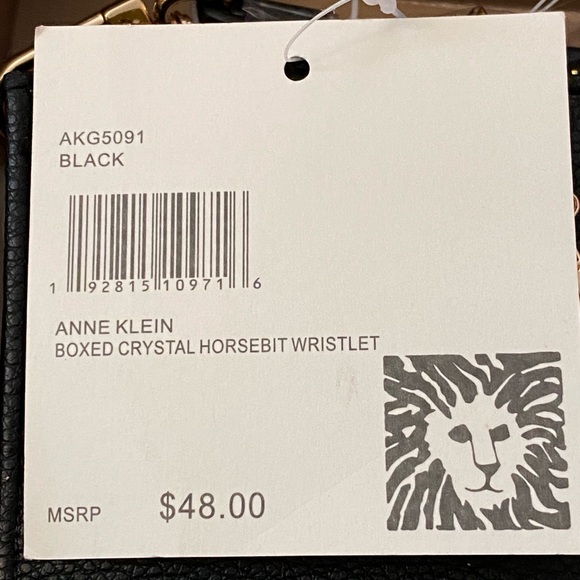 AKG5091
BLACK
1 92815 10971 6
ANNE KLEIN
BOXED CRYSTAL HORSEBIT WRISTLET
MSRP $48.00